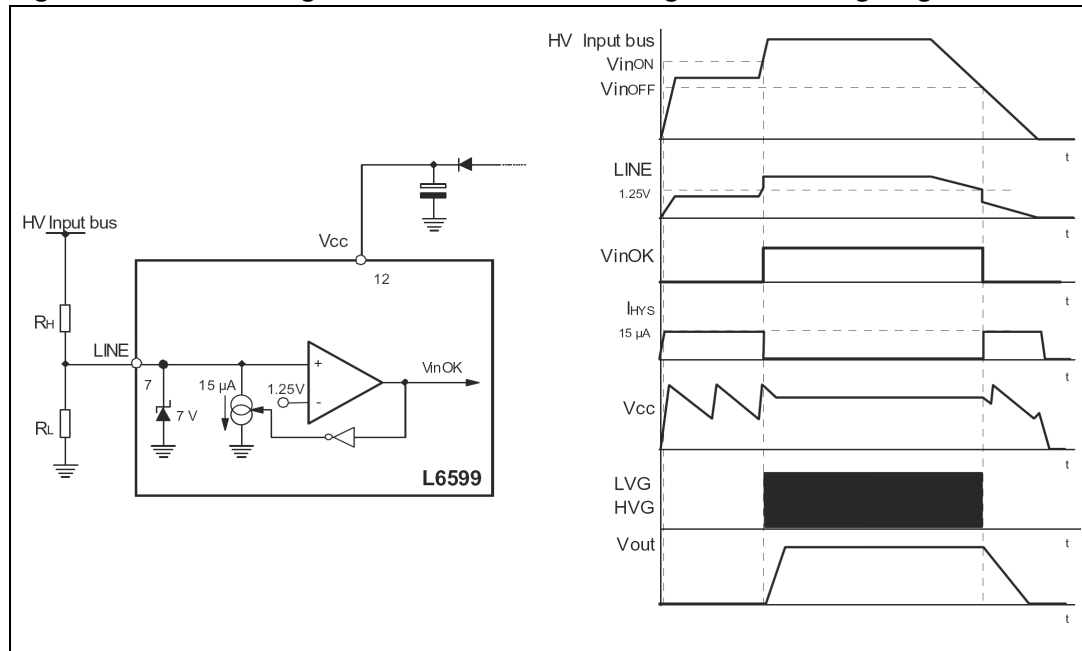 HV Input bus
Vcc
12
RH
LINE
7
15 µA
1.25V
+
-
VinOK
7 V
RL
L6599
HV Input bus
VinON
VinOFF
t
LINE
1.25V
t
VinOK
t
IHYS
15 µA
t
Vcc
t
LVG
HVG
t
Vout
t